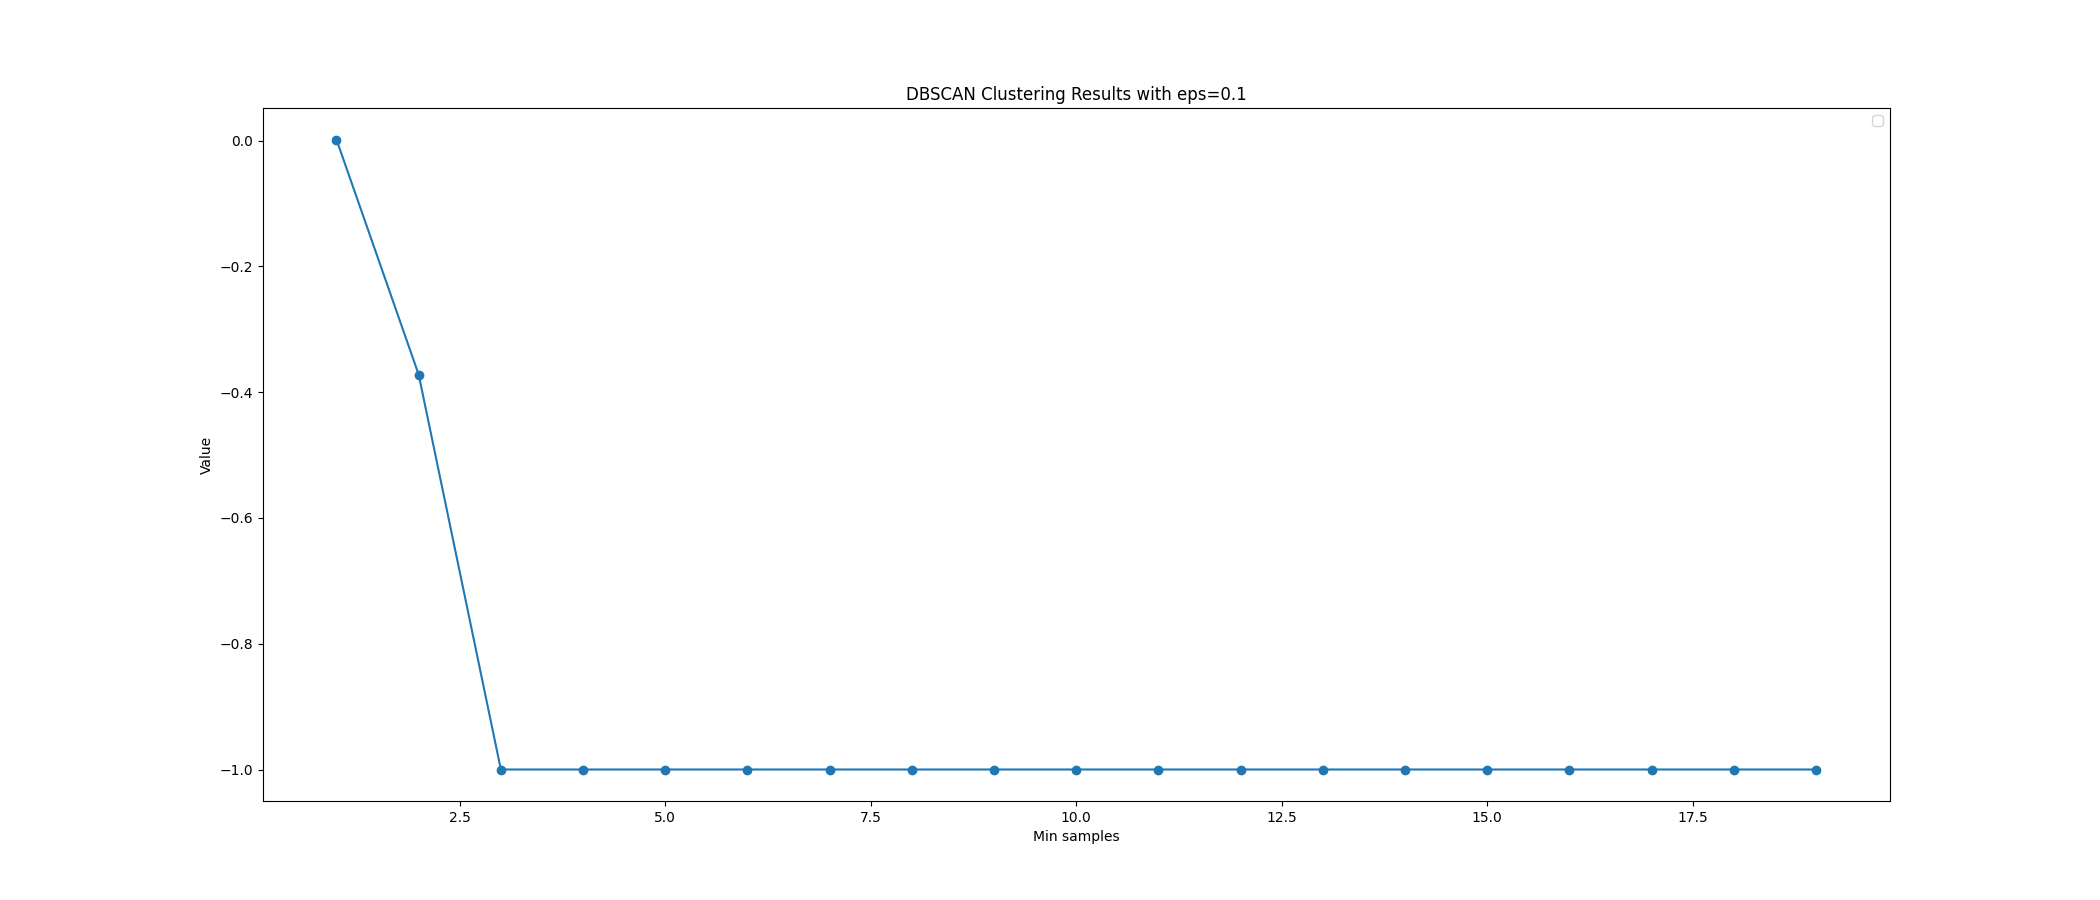 DBSCAN Clustering Results with eps=0.1
0.0
−0.2
−0.4
−0.6
−0.8
−1.0
Value
2.5 5.0 7.5 10.0 12.5 15.0 17.5
Min samples